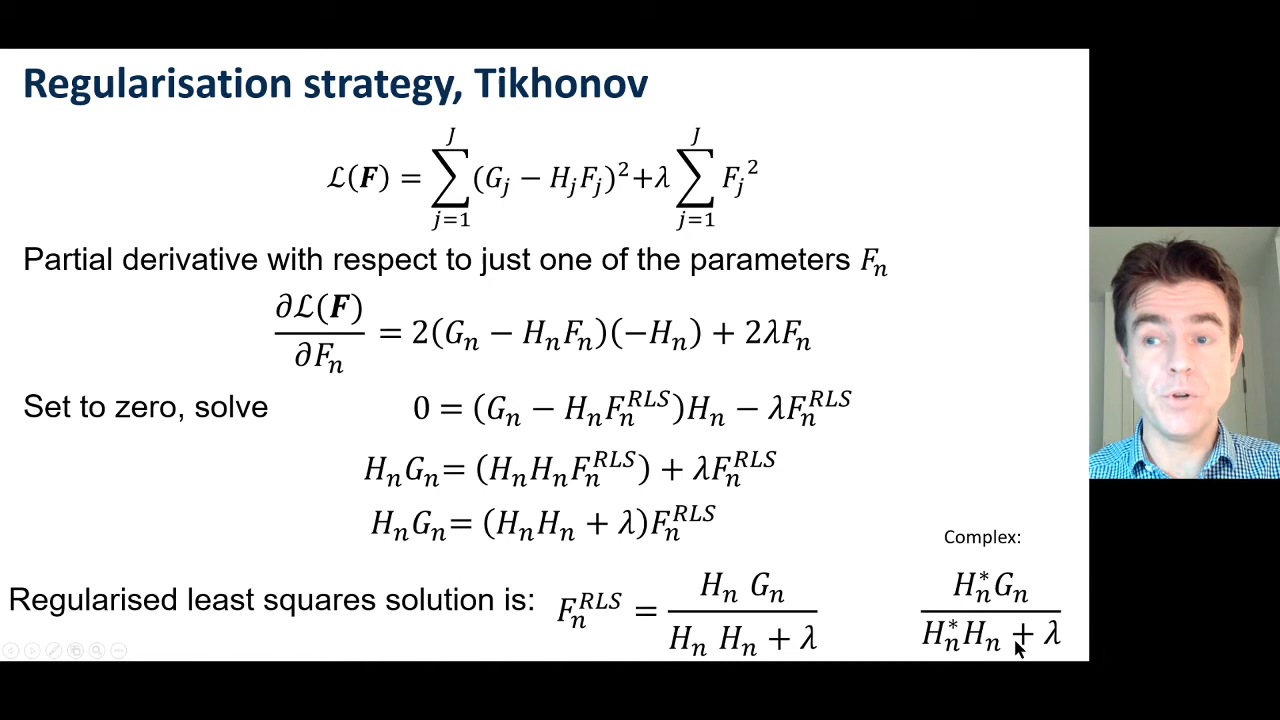 Regularisation strategy, Tikhonov
ℒ(𝑭) = ∑_{j=1}^{J} (G_j − H_j F_j)² + λ ∑_{j=1}^{J} F_j²
Partial derivative with respect to just one of the parameters F_n
∂ℒ(𝑭)/∂F_n = 2(G_n − H_n F_n)(−H_n) + 2λF_n
Set to zero, solve 0 = (G_n − H_n F_n^{RLS})H_n − λF_n^{RLS}
H_n G_n = (H_n H_n F_n^{RLS}) + λF_n^{RLS}
H_n G_n = (H_n H_n + λ)F_n^{RLS}
Complex:
Regularised least squares solution is: F_n^{RLS} = (H_n G_n)/(H_n H_n + λ) (H_n^* G_n)/(H_n^* H_n + λ)